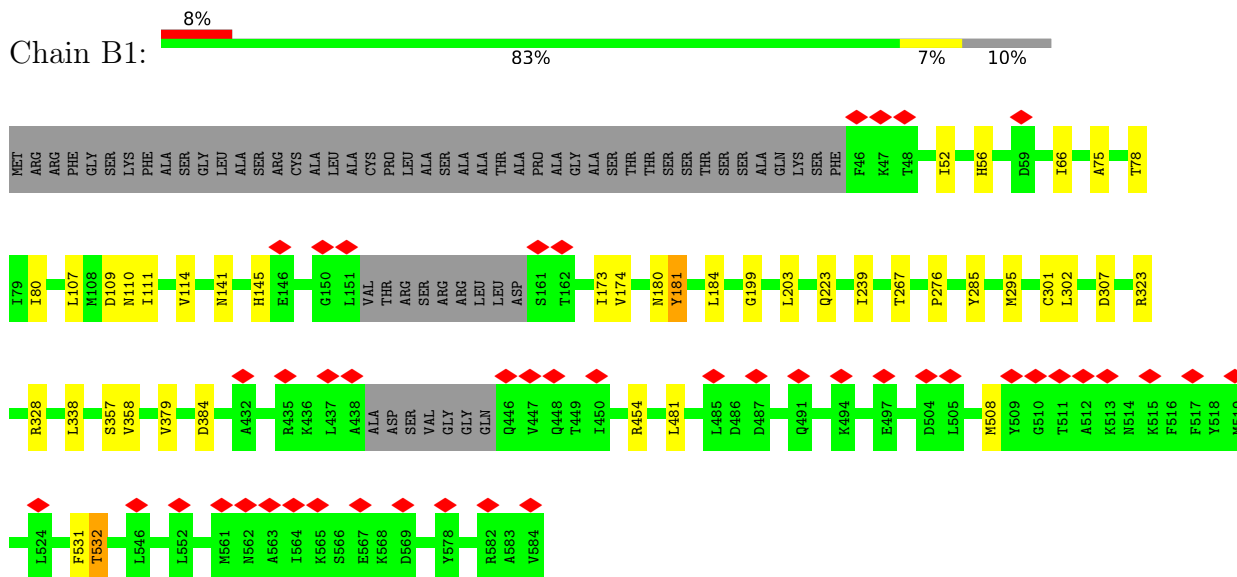 8%
Chain B1:
83% 7% 10%
MET ARG ARG PHE GLY SER LYS PHE ALA SER GLY LEU ALA SER ARG CYS ALA LEU ALA CYS PRO LEU ALA SER ALA ALA THR ALA PRO ALA GLY ALA SER THR THR SER SER THR SER SER ALA GLN LYS SER PHE F46 K47 T48 I52 H56 D59 I66 A75 T78
I79 I80 L107 M108 D109 N110 I111 V114 N141 H145 E146 G150 L151 VAL THR ARG SER ARG ARG LEU LEU ASP S161 T162 I173 V174 N180 Y181 L184 G199 L203 Q223 I239 T267 P276 Y285 M295 C301 L302 D307 R323
R328 L338 S357 V358 V379 D384 A432 R435 K436 L437 A438 ALA ASP SER VAL GLY GLY GLN Q446 V447 Q448 T449 I450 R454 L481 L485 D486 D487 Q491 K494 E497 D504 L505 M508 Y509 G510 T511 A512 K513 N514 K515 F516 F517 Y518
L524 F531 T532 L546 L552 M561 N562 A563 I564 K565 S566 E567 K568 D569 Y578 R582 A583 V584